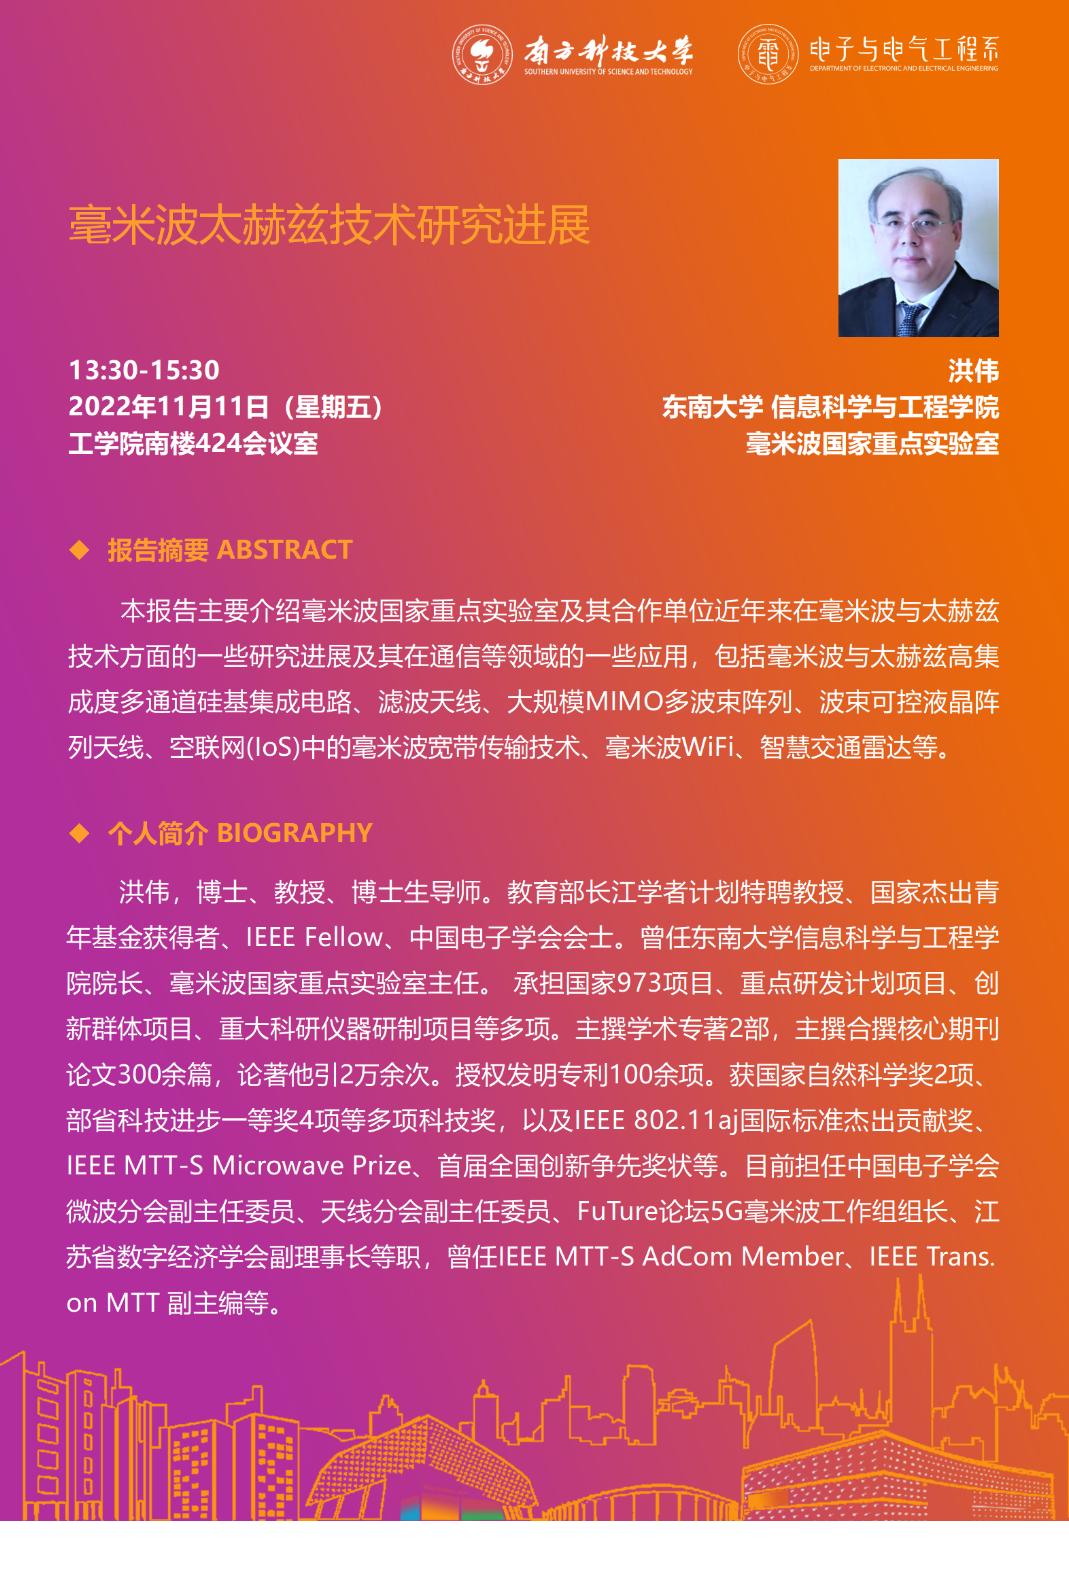 南方科技大学
SOUTHERN UNIVERSITY OF SCIENCE AND TECHNOLOGY
电子与电气工程系
DEPARTMENT OF ELECTRONIC AND ELECTRICAL ENGINEERING
毫米波太赫兹技术研究进展
13:30-15:30
2022年11月11日（星期五）
工学院南楼424会议室
洪伟
东南大学 信息科学与工程学院
毫米波国家重点实验室
◆ 报告摘要 ABSTRACT
本报告主要介绍毫米波国家重点实验室及其合作单位近年来在毫米波与太赫兹
技术方面的一些研究进展及其在通信等领域的一些应用，包括毫米波与太赫兹高集
成度多通道硅基集成电路、滤波天线、大规模MIMO多波束阵列、波束可控液晶阵
列天线、空联网(IoS)中的毫米波宽带传输技术、毫米波WiFi、智慧交通雷达等。
◆ 个人简介 BIOGRAPHY
洪伟，博士、教授、博士生导师。教育部长江学者计划特聘教授、国家杰出青
年基金获得者、IEEE Fellow、中国电子学会会士。曾任东南大学信息科学与工程学
院院长、毫米波国家重点实验室主任。 承担国家973项目、重点研发计划项目、创
新群体项目、重大科研仪器研制项目等多项。主撰学术专著2部，主撰合撰核心期刊
论文300余篇，论著他引2万余次。授权发明专利100余项。获国家自然科学奖2项、
部省科技进步一等奖4项等多项科技奖，以及IEEE 802.11aj国际标准杰出贡献奖、
IEEE MTT-S Microwave Prize、首届全国创新争先奖状等。目前担任中国电子学会
微波分会副主任委员、天线分会副主任委员、FuTure论坛5G毫米波工作组组长、江
苏省数字经济学会副理事长等职，曾任IEEE MTT-S AdCom Member、IEEE Trans.
on MTT 副主编等。